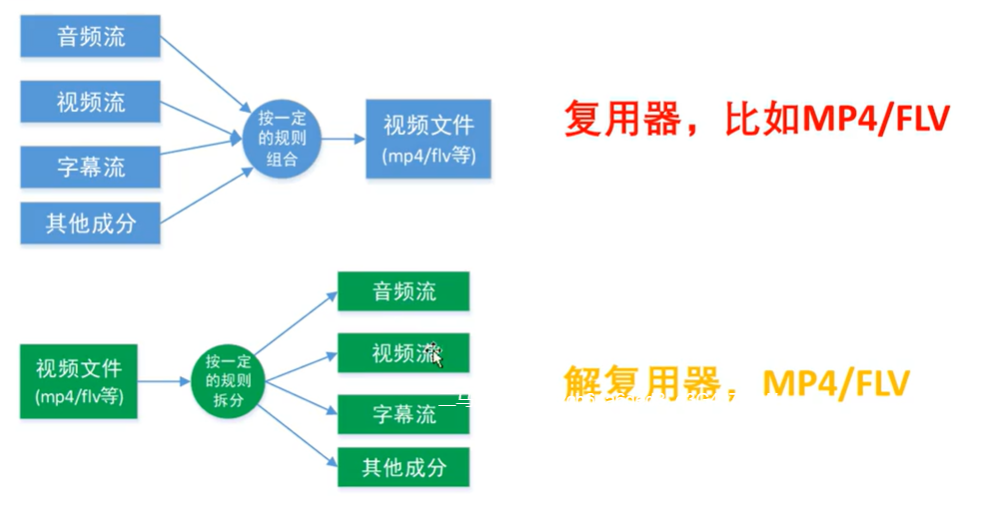 音频流
视频流
字幕流
其他成分
按一定
的规则
组合
视频文件
(mp4/flv等)
复用器，比如MP4/FLV
视频文件
(mp4/flv等)
按一定
的规则
拆分
音频流
视频流
字幕流
其他成分
解复用器，MP4/FLV